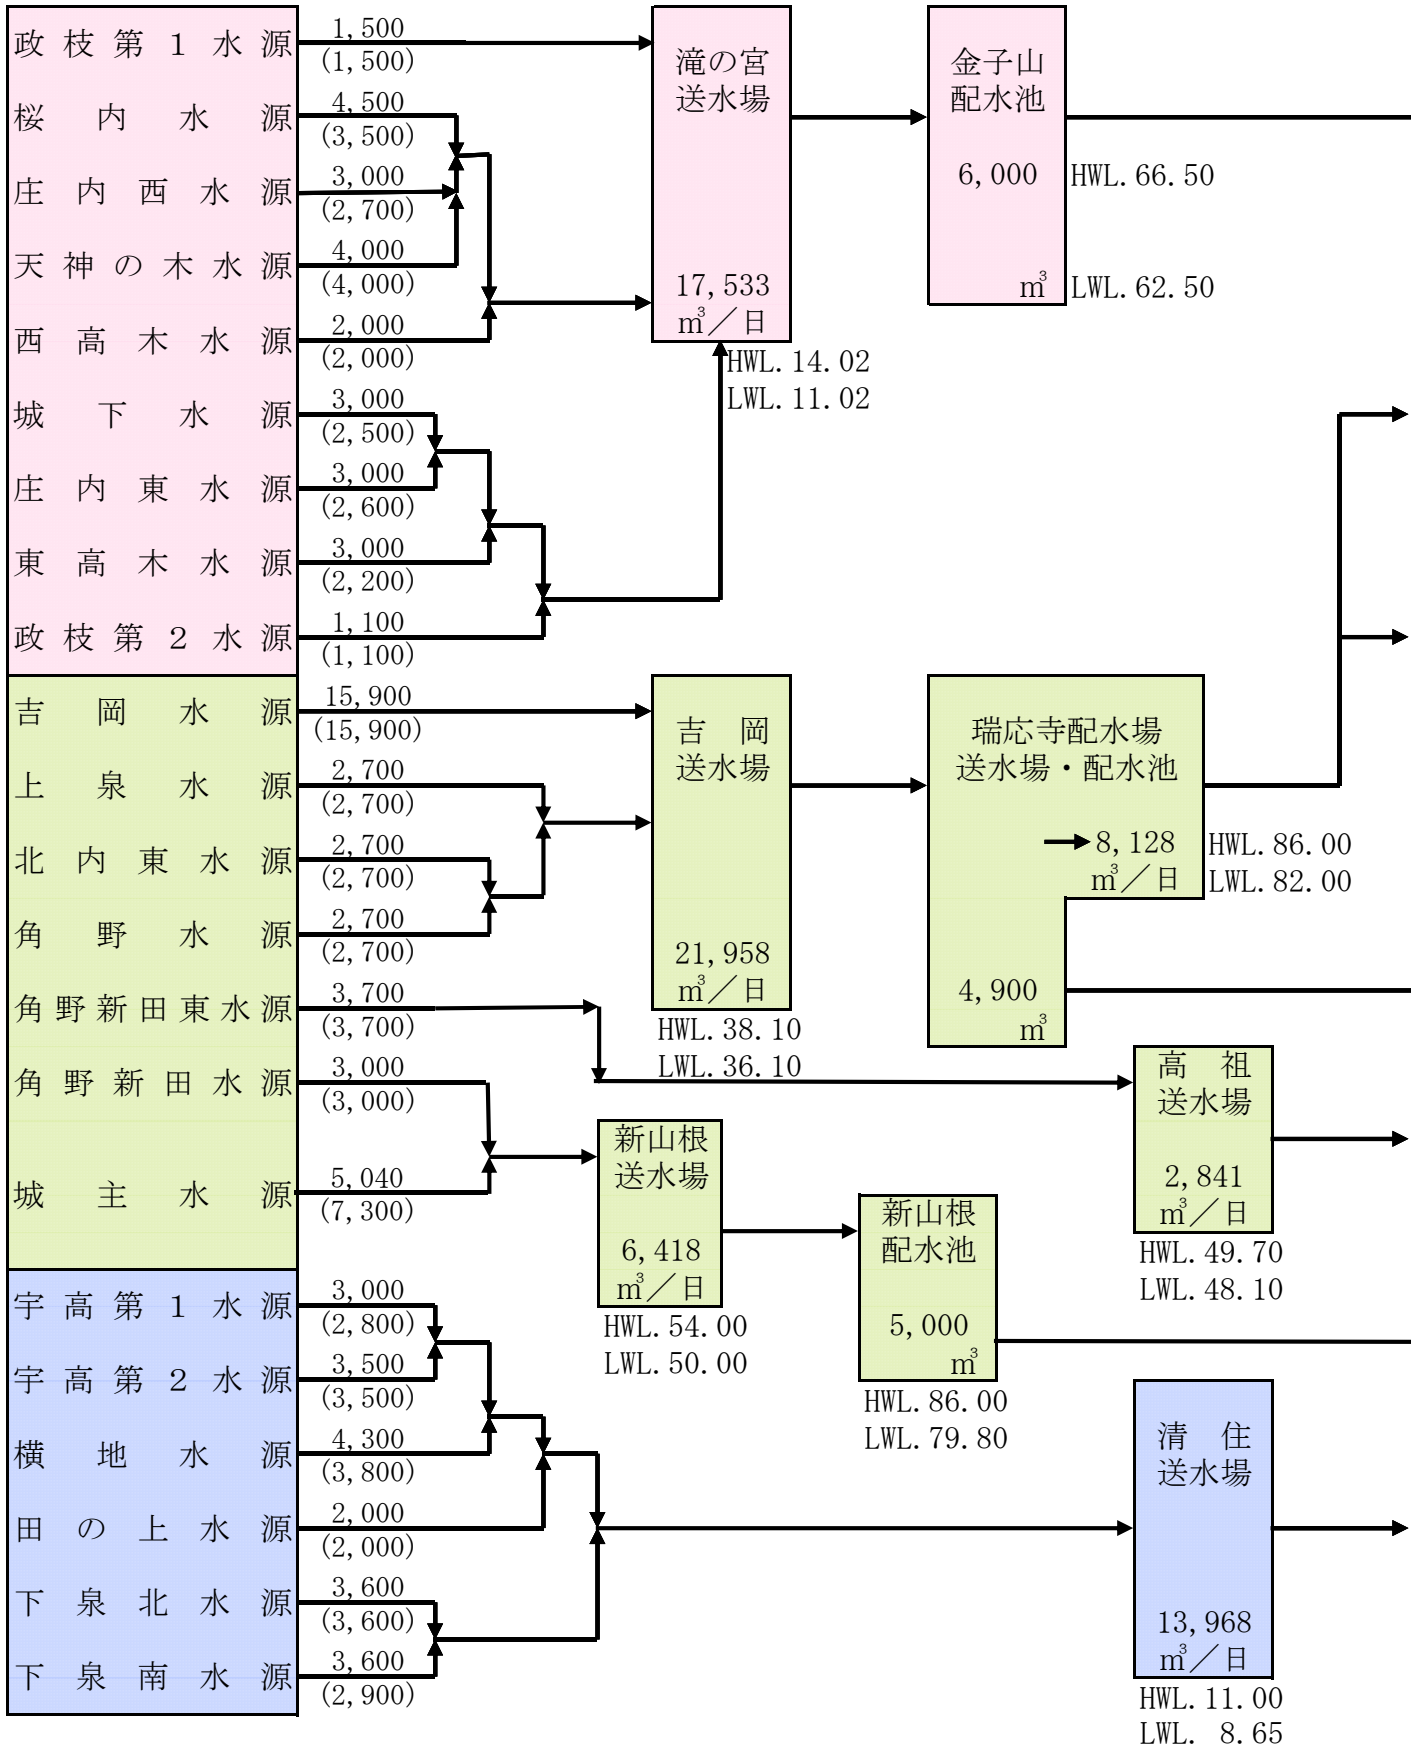 政枝第１水源
1,500
(1,500)
桜内水源
4,500
(3,500)
庄内西水源
3,000
(2,700)
天神の木水源
4,000
(4,000)
西高木水源
2,000
(2,000)
城下水源
3,000
(2,500)
庄内東水源
3,000
(2,600)
東高木水源
3,000
(2,200)
政枝第２水源
1,100
(1,100)
滝の宮
送水場
17,533
m³／日
HWL.14.02
LWL.11.02
金子山
配水池
6,000
m³
HWL.66.50
LWL.62.50
吉岡水源
15,900
(15,900)
上泉水源
2,700
(2,700)
北内東水源
2,700
(2,700)
角野水源
2,700
(2,700)
角野新田東水源
3,700
(3,700)
角野新田水源
3,000
(3,000)
城主水源
5,040
(7,300)
吉岡
送水場
21,958
m³／日
HWL.38.10
LWL.36.10
瑞応寺配水場
送水場・配水池
8,128
m³／日
HWL.86.00
LWL.82.00
4,900
m³
高祖
送水場
2,841
m³／日
HWL.49.70
LWL.48.10
新山根
送水場
6,418
m³／日
HWL.54.00
LWL.50.00
新山根
配水池
5,000
m³
HWL.86.00
LWL.79.80
宇高第１水源
3,000
(2,800)
宇高第２水源
3,500
(3,500)
横地水源
4,300
(3,800)
田の上水源
2,000
(2,000)
下泉北水源
3,600
(3,600)
下泉南水源
3,600
(2,900)
清住
送水場
13,968
m³／日
HWL.11.00
LWL. 8.65